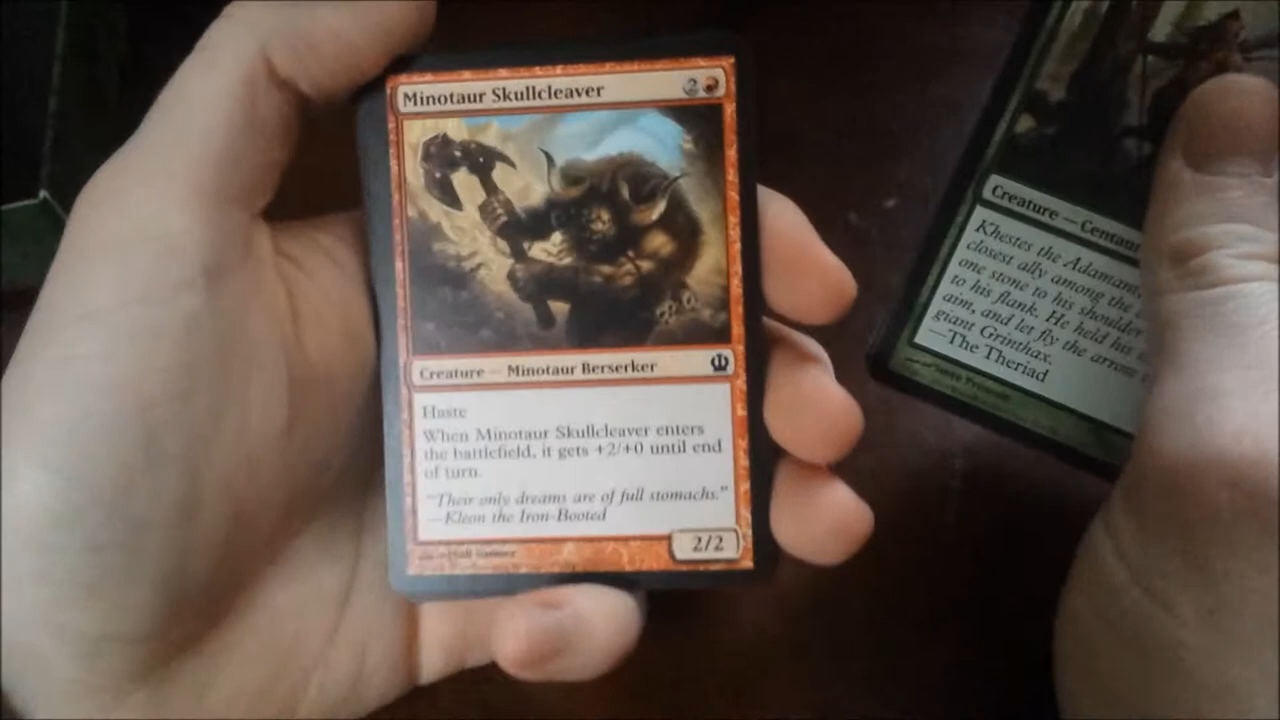 Minotaur Skullcleaver 2
Creature — Minotaur Berserker
Haste
When Minotaur Skullcleaver enters
the battlefield, it gets +2/+0 until end
of turn.
"Their only dreams are of full stomachs."
—Kleon the Iron-Booted
2/2
Creature — Centaur
Khestes the Adamant,
closest ally among the
one stone to his shoulder
to his flank. He held his
aim, and let fly the arrow
giant Grinthax.
—The Theriad